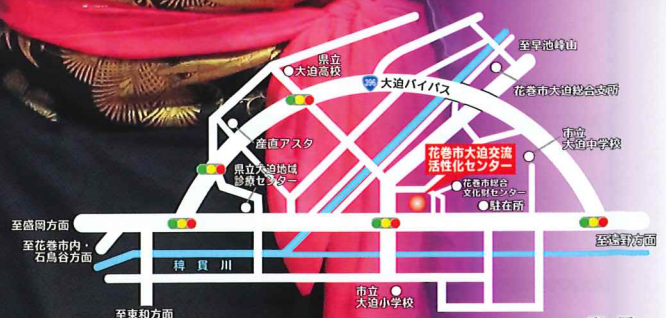 至早池峰山
県立
大迫高校
396 大迫バイパス
花巻市大迫総合支所
市立
大迫中学校
産直アスタ
花巻市大迫交流
活性化センター
県立大迫地域
診療センター
花巻市総合
文化財センター
駐在所
至盛岡方面
至遠野方面
至花巻市内・
石鳥谷方面
稗貫川
市立
大迫小学校
至東和方面